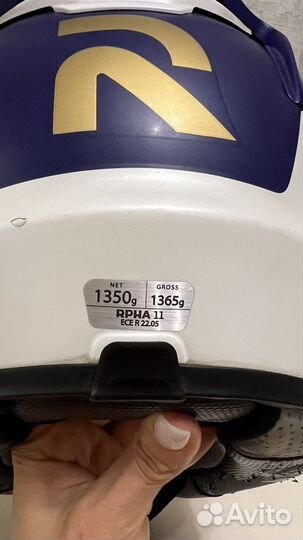 NET GROSS
1350g 1365g
RPHA 11
ECE R 22.05
Avito